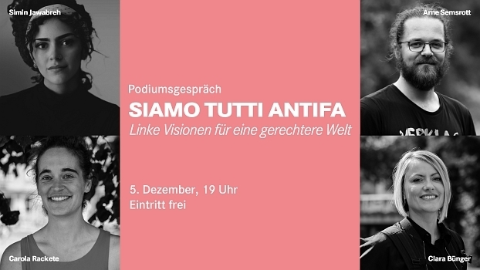 Simin Jawabreh
Arne Semsrott
Podiumsgespräch
SIAMO TUTTI ANTIFA
Linke Visionen für eine gerechtere Welt
5. Dezember, 19 Uhr
Eintritt frei
Carola Rackete
Clara Bünger